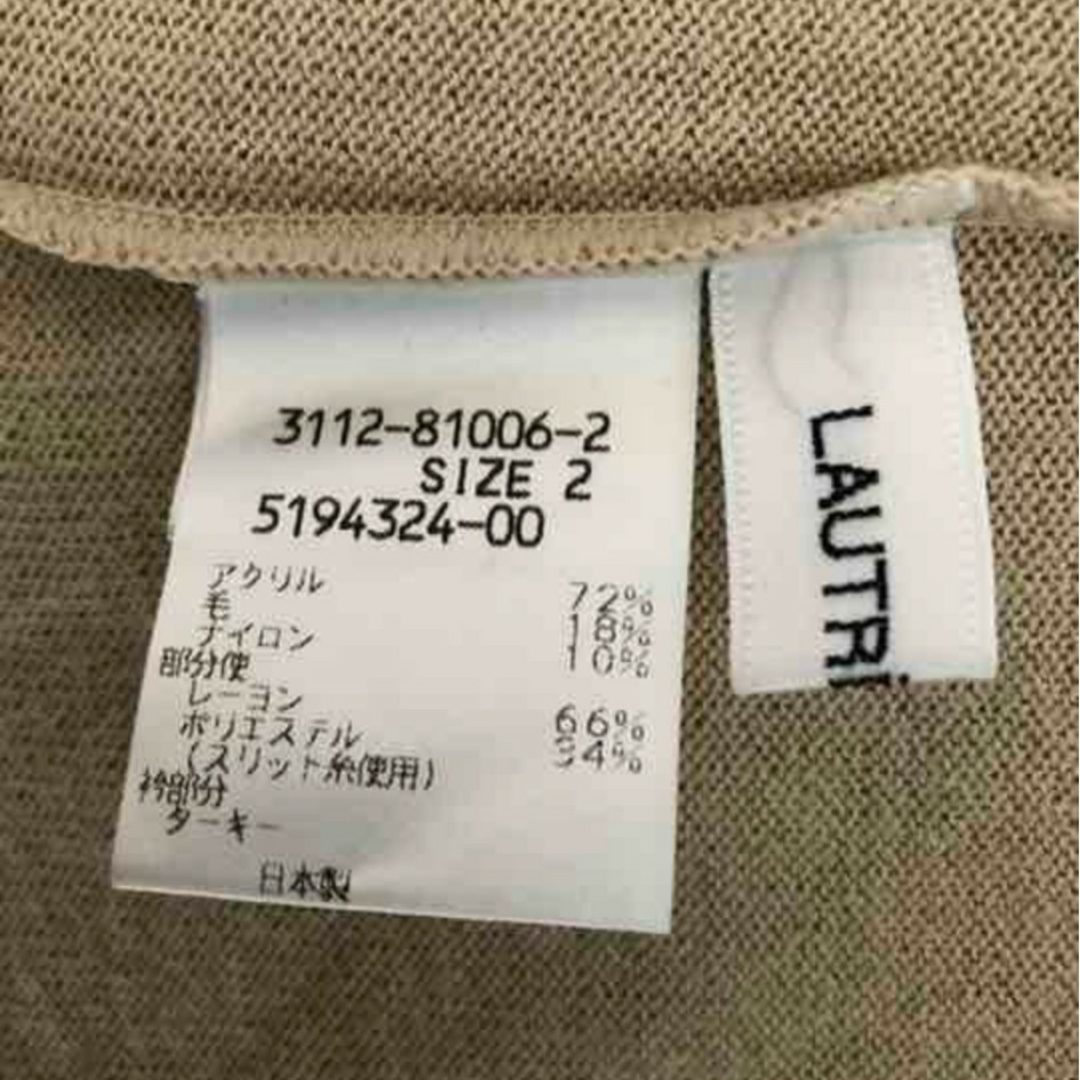 3112-81006-2
SIZE 2
5194324-00
アクリル 72%
毛 18%
ナイロン 10%
部分使
レーヨン 66%
ポリエステル 34%
(スリット糸使用)
衿部分
ターキー
日本製
LAUTRI